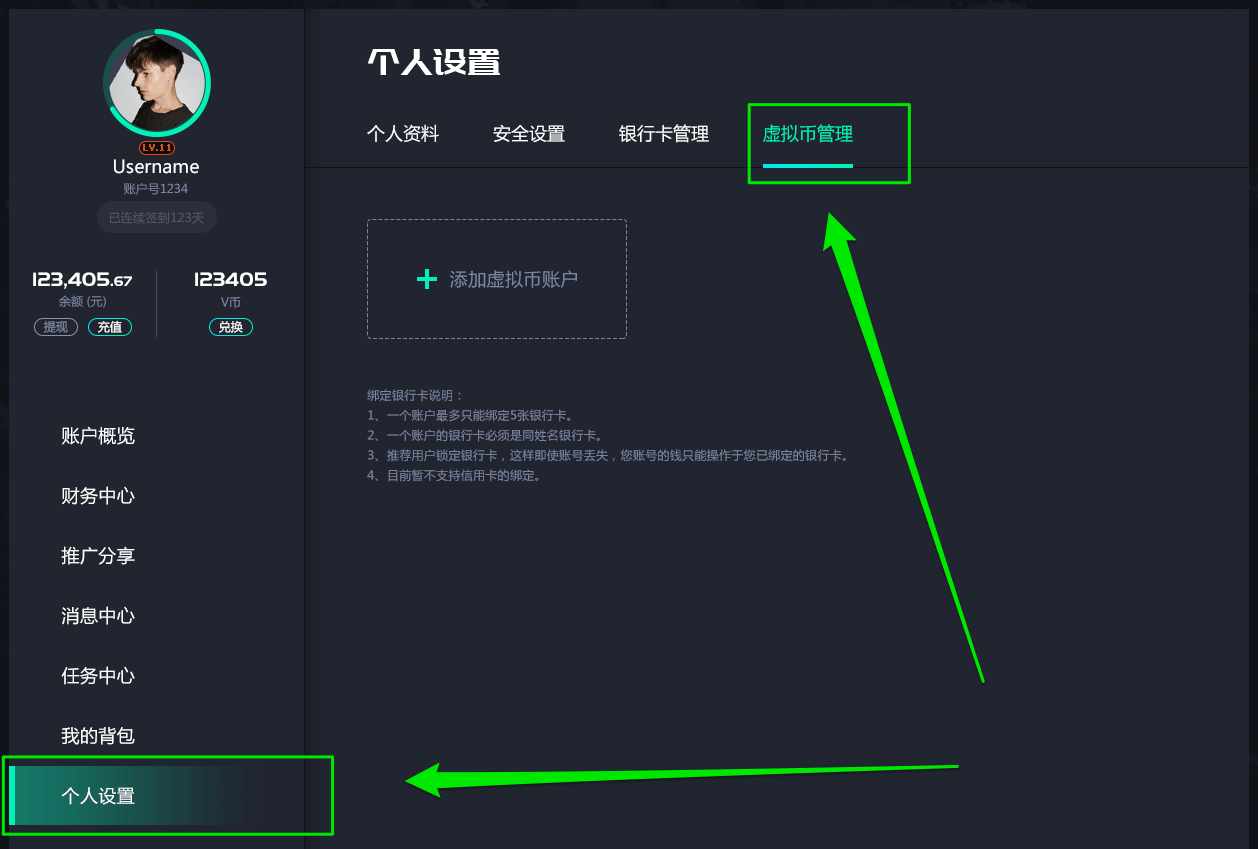 LV.11
Username
账户号1234
已连续签到123天
123,405.67
余额 (元)
提现
充值
123405
V币
兑换
账户概览
财务中心
推广分享
消息中心
任务中心
我的背包
个人设置
个人设置
个人资料
安全设置
银行卡管理
虚拟币管理
添加虚拟币账户
绑定银行卡说明：
1、一个账户最多只能绑定5张银行卡。
2、一个账户的银行卡必须是同姓名银行卡。
3、推荐用户锁定银行卡，这样即使账号丢失，您账号的钱只能操作于您已绑定的银行卡。
4、目前暂不支持信用卡的绑定。